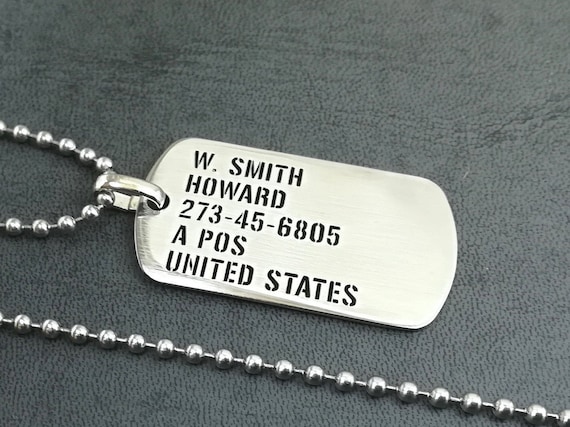 W. SMITH
HOWARD
273-45-6805
A POS
UNITED STATES